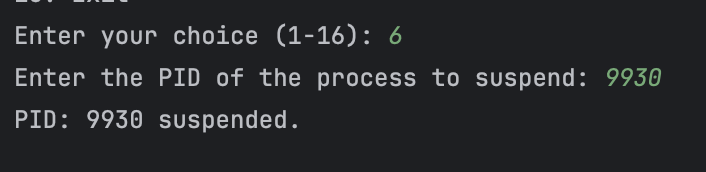 Enter your choice (1-16): 6
Enter the PID of the process to suspend: 9930
PID: 9930 suspended.